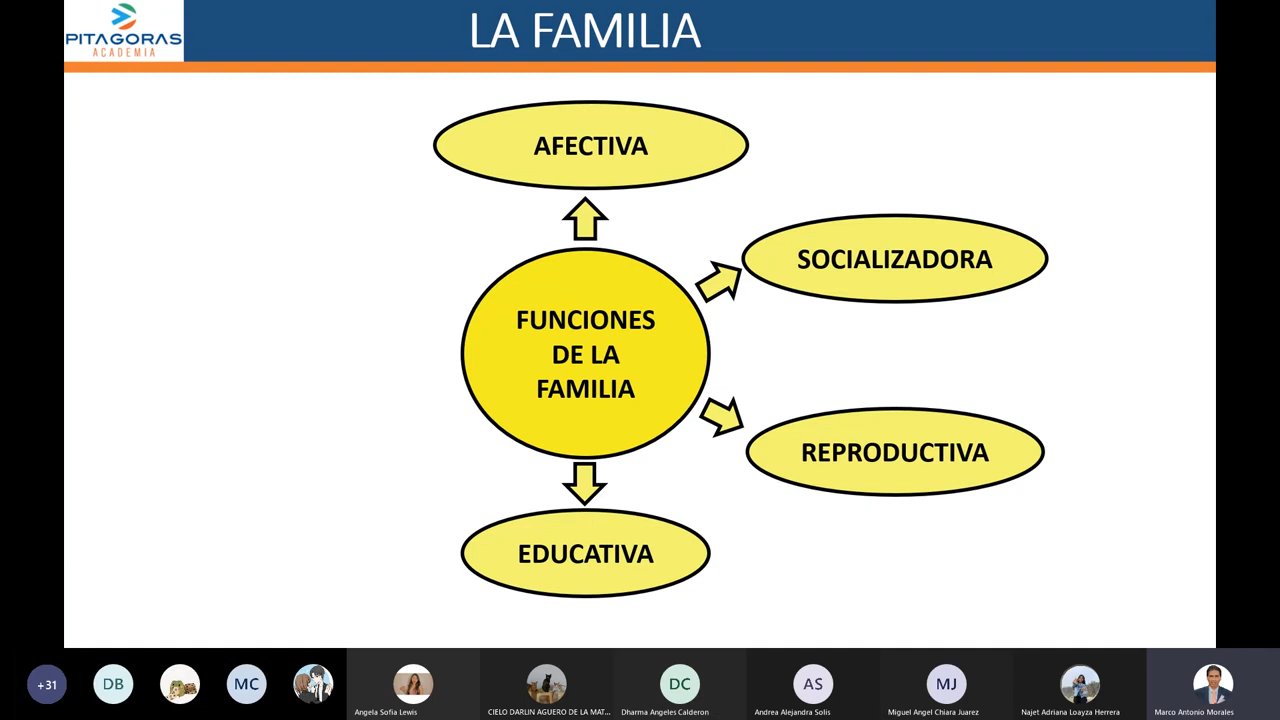 PITAGORAS
ACADEMIA
LA FAMILIA
AFECTIVA
SOCIALIZADORA
FUNCIONES
DE LA
FAMILIA
REPRODUCTIVA
EDUCATIVA
+31
DB
MC
Angela Sofia Lewis
CIELO DARLIN AGUERO DE LA MAT...
DC
Dharma Angeles Calderon
AS
Andrea Alejandra Solis
MJ
Miguel Angel Chiara Juarez
Najet Adriana Loayza Herrera
Marco Antonio Morales